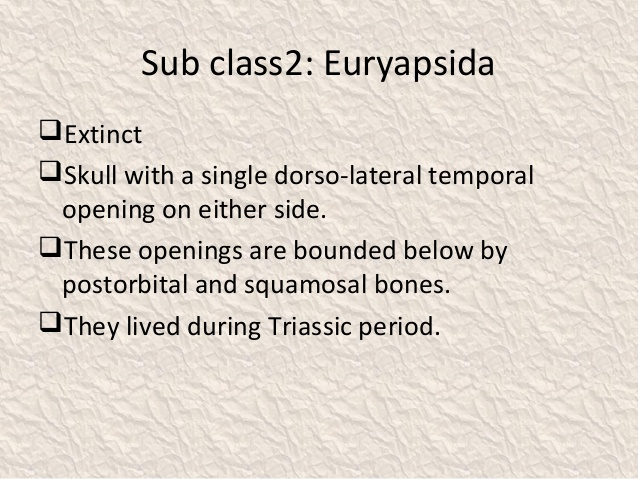 Sub class2: Euryapsida
❑Extinct
❑Skull with a single dorso-lateral temporal
opening on either side.
❑These openings are bounded below by
postorbital and squamosal bones.
❑They lived during Triassic period.